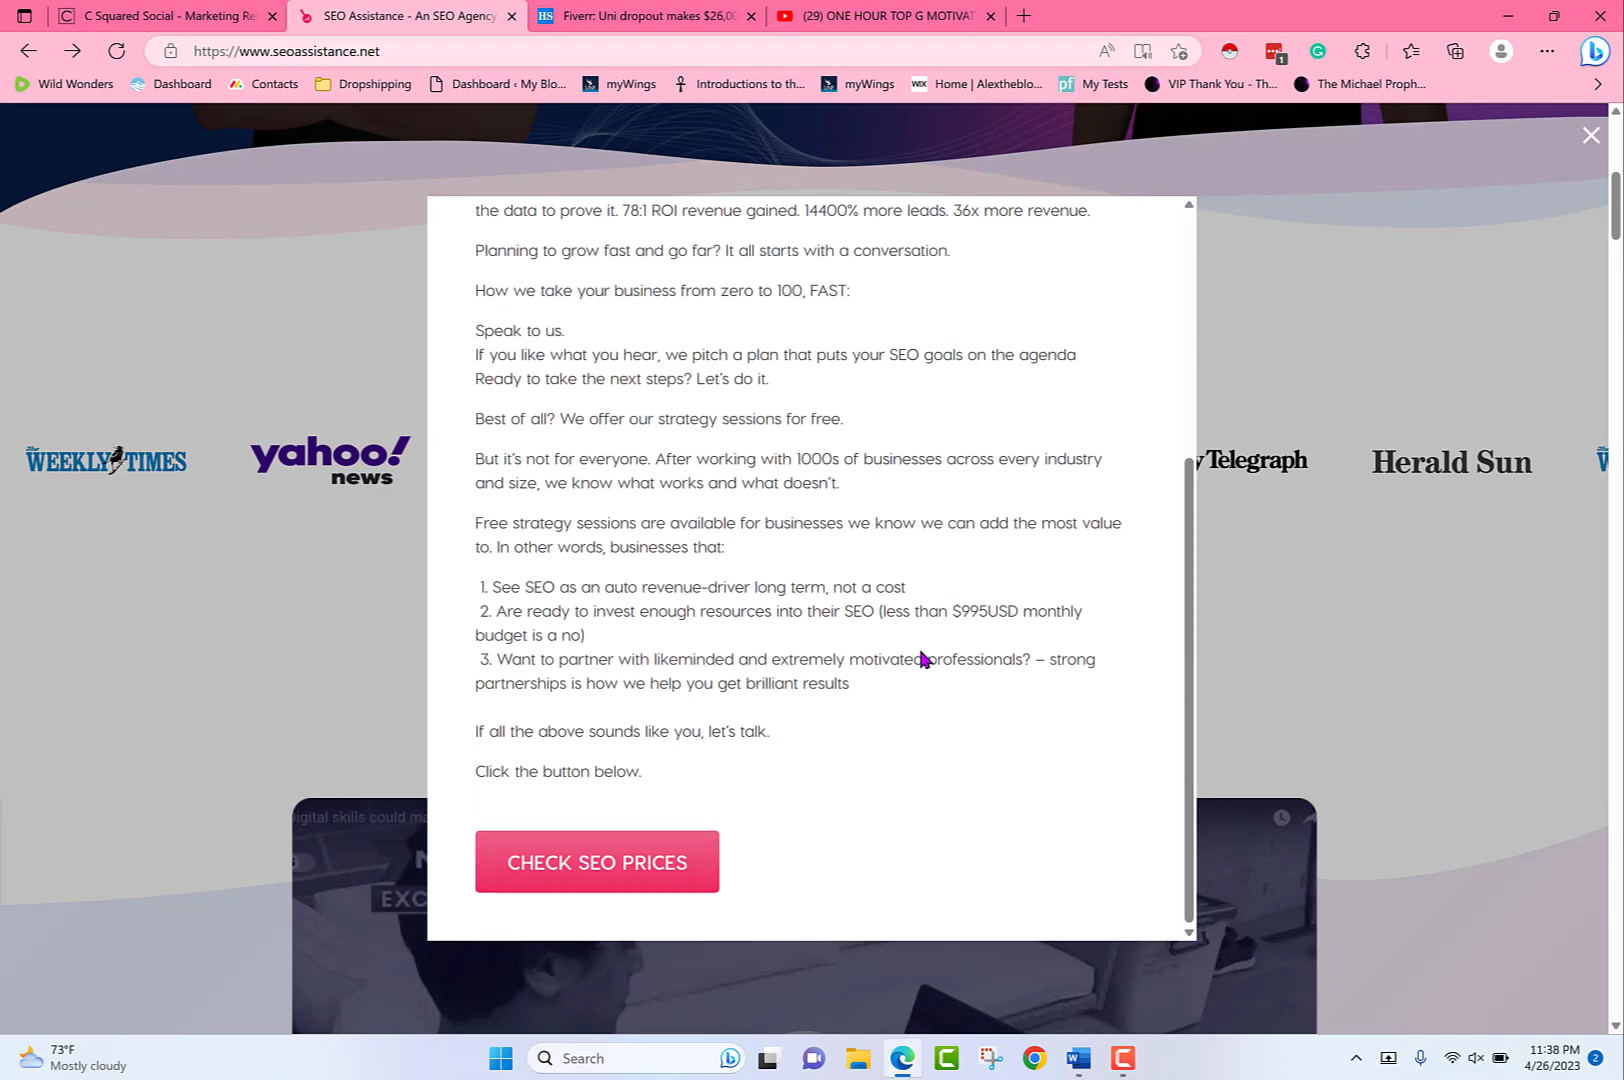 C Squared Social - Marketing Re
SEO Assistance - An SEO Agency
HS Fiverr: Uni dropout makes $26,00
(29) ONE HOUR TOP G MOTIVAT
https://www.seoassistance.net
1
Wild Wonders
Dashboard
Contacts
Dropshipping
Dashboard ‹ My Blo...
myWings
Introductions to th...
myWings
WIX Home | Alextheblo...
pf My Tests
VIP Thank You - Th...
The Michael Proph...
the data to prove it. 78:1 ROI revenue gained. 14400% more leads. 36x more revenue.
Planning to grow fast and go far? It all starts with a conversation.
How we take your business from zero to 100, FAST:
Speak to us.
If you like what you hear, we pitch a plan that puts your SEO goals on the agenda
Ready to take the next steps? Let's do it.
Best of all? We offer our strategy sessions for free.
But it's not for everyone. After working with 1000s of businesses across every industry
and size, we know what works and what doesn't.
Free strategy sessions are available for businesses we know we can add the most value
to. In other words, businesses that:
1. See SEO as an auto revenue-driver long term, not a cost
2. Are ready to invest enough resources into their SEO (less than $995USD monthly
budget is a no)
3. Want to partner with likeminded and extremely motivated professionals? – strong
partnerships is how we help you get brilliant results
If all the above sounds like you, let's talk.
Click the button below.
CHECK SEO PRICES
The
WEEKLY TIMES
yahoo!
news
y Telegraph
Herald Sun
Digital skills could ma
EXC
73°F
Mostly cloudy
Search
11:38 PM
4/26/2023
2